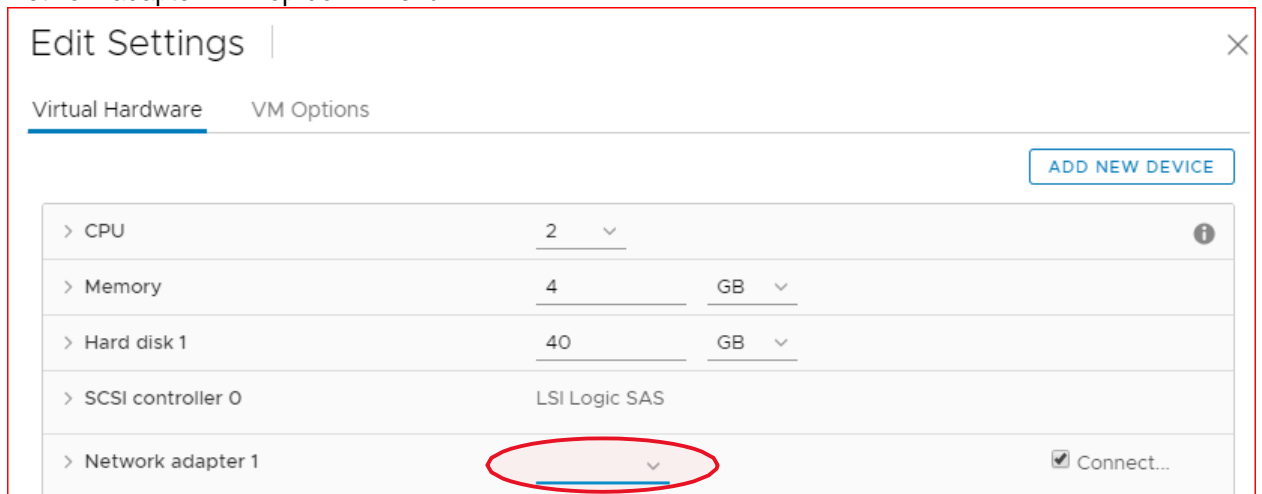 Edit Settings
Virtual Hardware VM Options
ADD NEW DEVICE
CPU 2
Memory 4 GB
Hard disk 1 40 GB
SCSI controller 0 LSI Logic SAS
Network adapter 1 Connect...